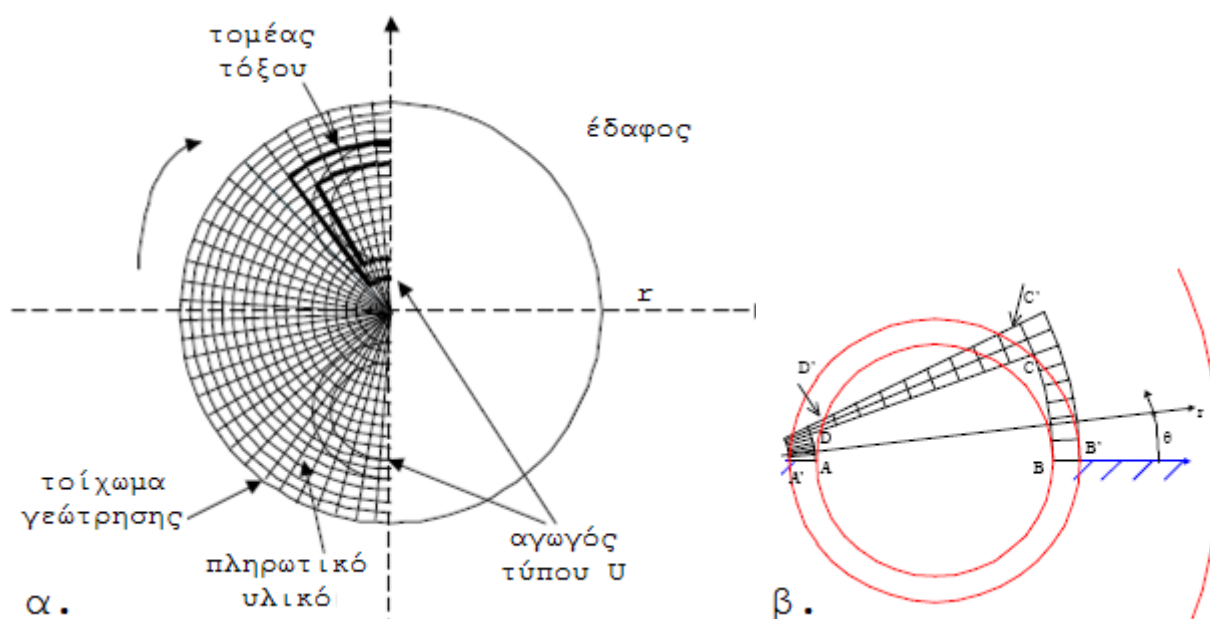 τομέας
τόξου
έδαφος
r
τοίχωμα
γεώτρησης
πληρωτικό
υλικό
αγωγός
τύπου U
α.
C'
D'
C
D
r
θ
A'
A
B
B'
β.